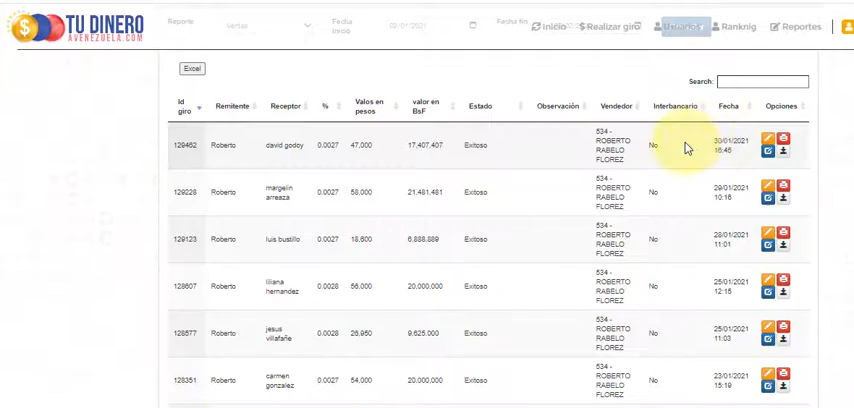 TU DINERO
AVENEZUELA.COM
Reporte Ventas Fecha inicio 02/01/2021 Fecha fin
Inicio Realizar giro Usuarios Ranknig Reportes
Excel
Search:
Id giro Remitente Receptor % Valos en pesos valor en BsF Estado Observación Vendedor Interbancario Fecha Opciones
129462 Roberto david godoy 0.0027 47,000 17,407,407 Exitoso 534 - ROBERTO RABELO FLOREZ No 30/01/2021 16:46
129228 Roberto margelin arreaza 0.0027 58,000 21,481,481 Exitoso 534 - ROBERTO RABELO FLOREZ No 29/01/2021 10:16
129123 Roberto luis bustillo 0.0027 18,600 6,888,889 Exitoso 534 - ROBERTO RABELO FLOREZ No 28/01/2021 11:01
128607 Roberto liliana hernandez 0.0028 56,000 20,000,000 Exitoso 534 - ROBERTO RABELO FLOREZ No 25/01/2021 12:15
128577 Roberto jesus villafañe 0.0028 26,950 9,625,000 Exitoso 534 - ROBERTO RABELO FLOREZ No 25/01/2021 11:03
128351 Roberto carmen gonzalez 0.0027 54,000 20,000,000 Exitoso 534 - ROBERTO RABELO FLOREZ No 23/01/2021 15:19